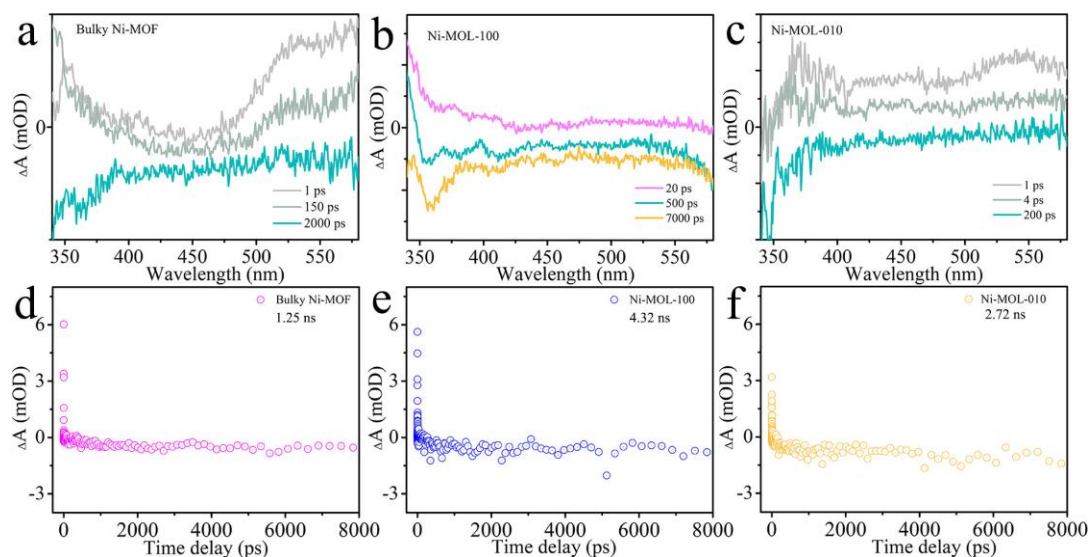 a
Bulky Ni-MOF
ΔA (mOD)
0
1 ps
150 ps
2000 ps
350 400 450 500 550
Wavelength (nm)
b
Ni-MOL-100
ΔA (mOD)
0
20 ps
500 ps
7000 ps
350 400 450 500 550
Wavelength (nm)
c
Ni-MOL-010
ΔA (mOD)
0
1 ps
4 ps
200 ps
350 400 450 500 550
Wavelength (nm)
d
Bulky Ni-MOF
1.25 ns
ΔA (mOD)
6
3
0
-3
0 2000 4000 6000 8000
Time delay (ps)
e
Ni-MOL-100
4.32 ns
ΔA (mOD)
6
3
0
-3
0 2000 4000 6000 8000
Time delay (ps)
f
Ni-MOL-010
2.72 ns
ΔA (mOD)
6
3
0
-3
0 2000 4000 6000 8000
Time delay (ps)